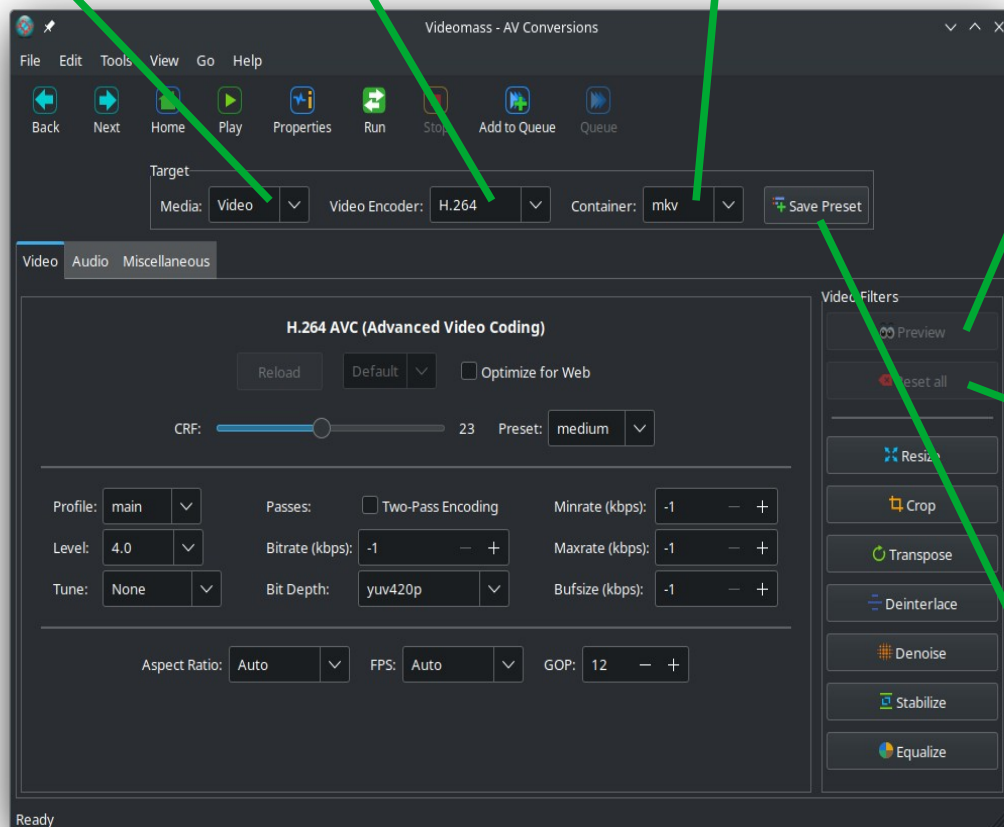 Videomass - AV Conversions
File Edit Tools View Go Help
Back Next Home Play Properties Run Stop Add to Queue Queue
Target
Media: Video Video Encoder: H.264 Container: mkv Save Preset
Video Audio Miscellaneous
Video Filters
H.264 AVC (Advanced Video Coding)
Preview
Reload Default Optimize for Web
Reset all
CRF: 23 Preset: medium
Resize
Profile: main Passes: Two-Pass Encoding Minrate (kbps): -1 − +
Crop
Level: 4.0 Bitrate (kbps): -1 − + Maxrate (kbps): -1 − +
Transpose
Tune: None Bit Depth: yuv420p Bufsize (kbps): -1 − +
Deinterlace
Aspect Ratio: Auto FPS: Auto GOP: 12 − +
Denoise
Stabilize
Equalize
Ready